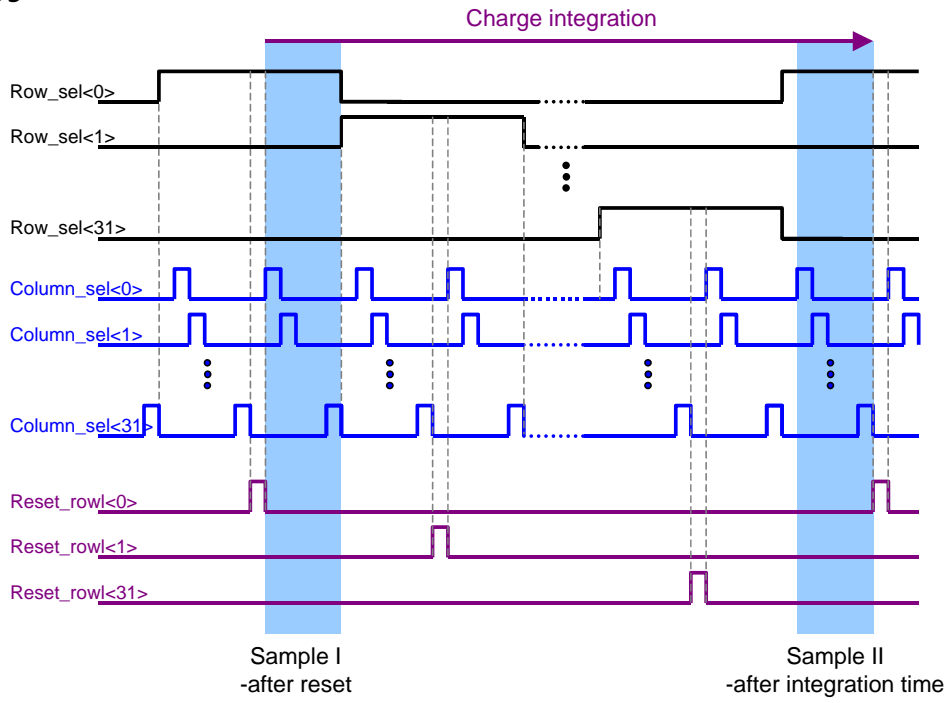 Charge integration
Row_sel<0>
Row_sel<1>
Row_sel<31>
Column_sel<0>
Column_sel<1>
Column_sel<31>
Reset_rowl<0>
Reset_rowl<1>
Reset_rowl<31>
Sample I
-after reset
Sample II
-after integration time